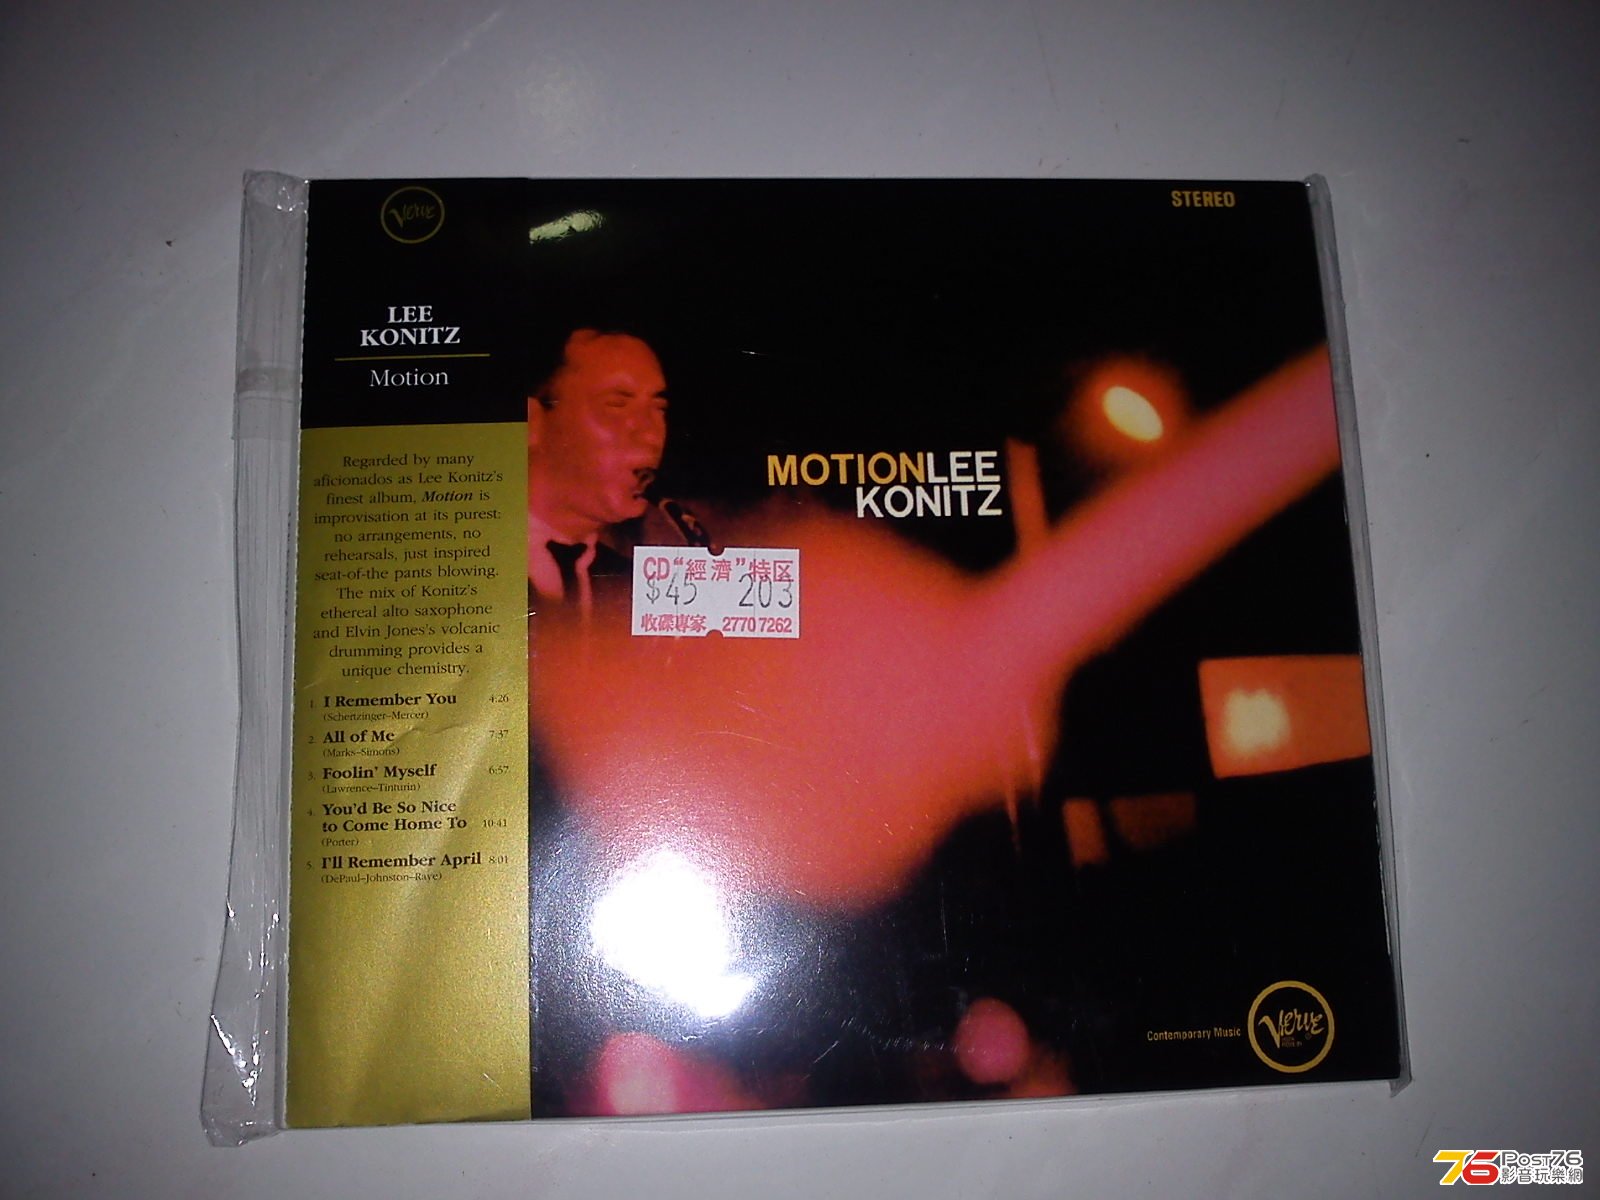 Verve
LEE
KONITZ
Motion
Regarded by many
aficionados as Lee Konitz's
finest album, Motion is
improvisation at its purest:
no arrangements, no
rehearsals, just inspired
seat-of-the pants blowing.
The mix of Konitz's
ethereal alto saxophone
and Elvin Jones's volcanic
drumming provides a
unique chemistry.
1. I Remember You 4:26
(Schertzinger–Mercer)
2. All of Me 7:37
(Marks–Simons)
3. Foolin' Myself 6:57
(Lawrence–Tinturin)
4. You'd Be So Nice
to Come Home To 10:41
(Porter)
5. I'll Remember April 8:01
(DePaul–Johnston–Raye)
STEREO
MOTION LEE
KONITZ
CD“經濟”特区
$45 203
收碟專家 2770 7262
Contemporary Music
Verve
76 Post76
影音玩樂網